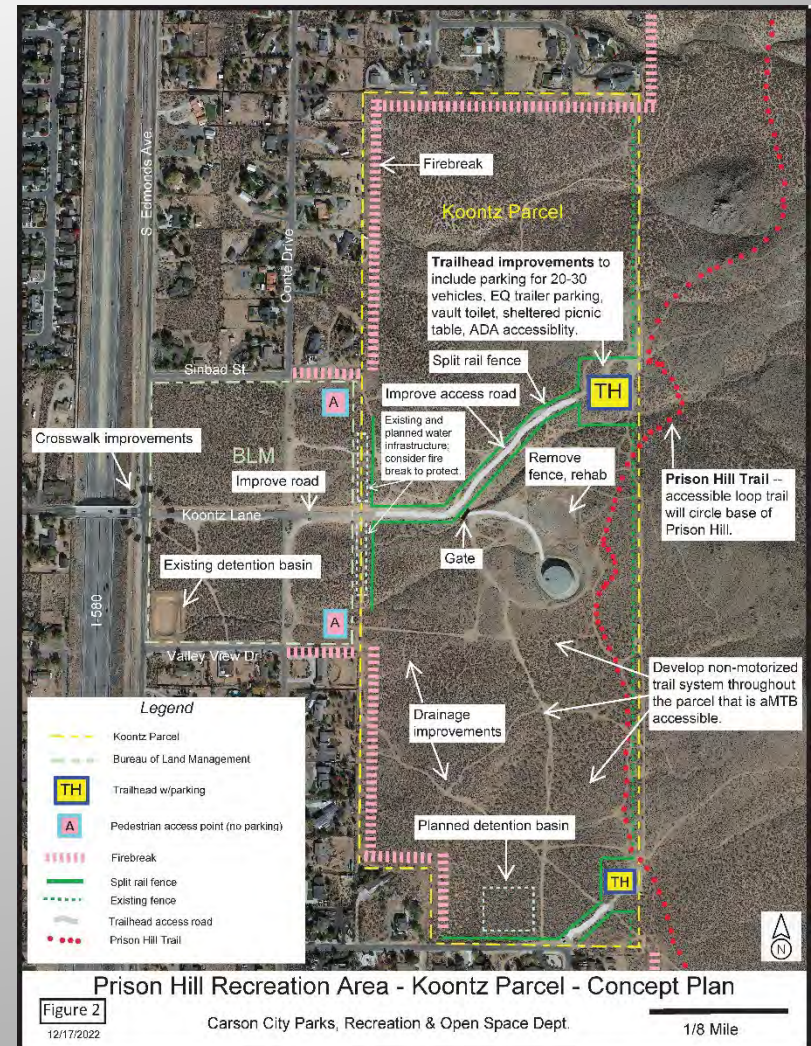 S. Edmonds Ave.
Conte Drive
Firebreak
Koontz Parcel
Trailhead improvements to
include parking for 20-30
vehicles, EQ trailer parking,
vault toilet, sheltered picnic
table, ADA accessiblity.
Split rail fence
Sinbad St.
A
TH
Improve access road
Crosswalk improvements
BLM
Existing and
planned water
infrastructure;
consider fire
break to protect.
Remove
fence, rehab
Improve road
Prison Hill Trail --
accessible loop trail
will circle base of
Prison Hill.
Koontz Lane
Gate
Existing detention basin
I-580
A
Valley View Dr
Develop non-motorized
trail system throughout
the parcel that is aMTB
accessible.
Drainage
improvements
Planned detention basin
TH
Legend
Koontz Parcel
Bureau of Land Management
TH Trailhead w/parking
A Pedestrian access point (no parking)
Firebreak
Split rail fence
Existing fence
Trailhead access road
Prison Hill Trail
N
Prison Hill Recreation Area - Koontz Parcel - Concept Plan
Figure 2
12/17/2022
Carson City Parks, Recreation & Open Space Dept.
1/8 Mile